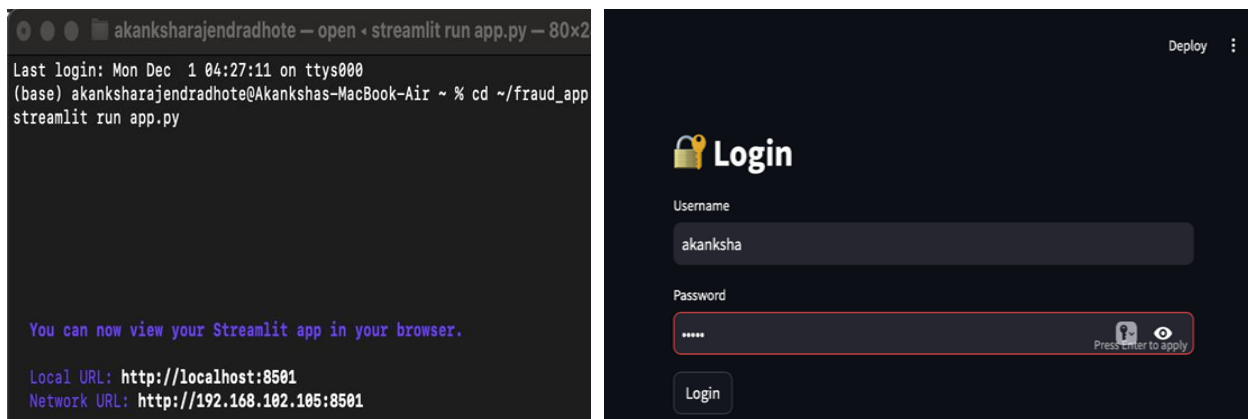 akanksharajendradhote — open ◂ streamlit run app.py — 80×2
Last login: Mon Dec  1 04:27:11 on ttys000
(base) akanksharajendradhote@Akankshas-MacBook-Air ~ % cd ~/fraud_app
streamlit run app.py
You can now view your Streamlit app in your browser.
Local URL: http://localhost:8501
Network URL: http://192.168.102.105:8501
Deploy
Login
Username
akanksha
Password
•••••
Press Enter to apply
Login